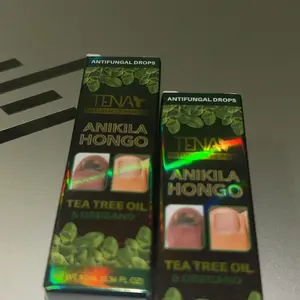 ANTIFUNGAL DROPS
TENA
ANIKILA
HONGO
TEA TREE OIL
& OREGANO
ANTIFUNGAL DROPS
TENA
ANIKILA
HONGO
TEA TREE OIL
& OREGANO